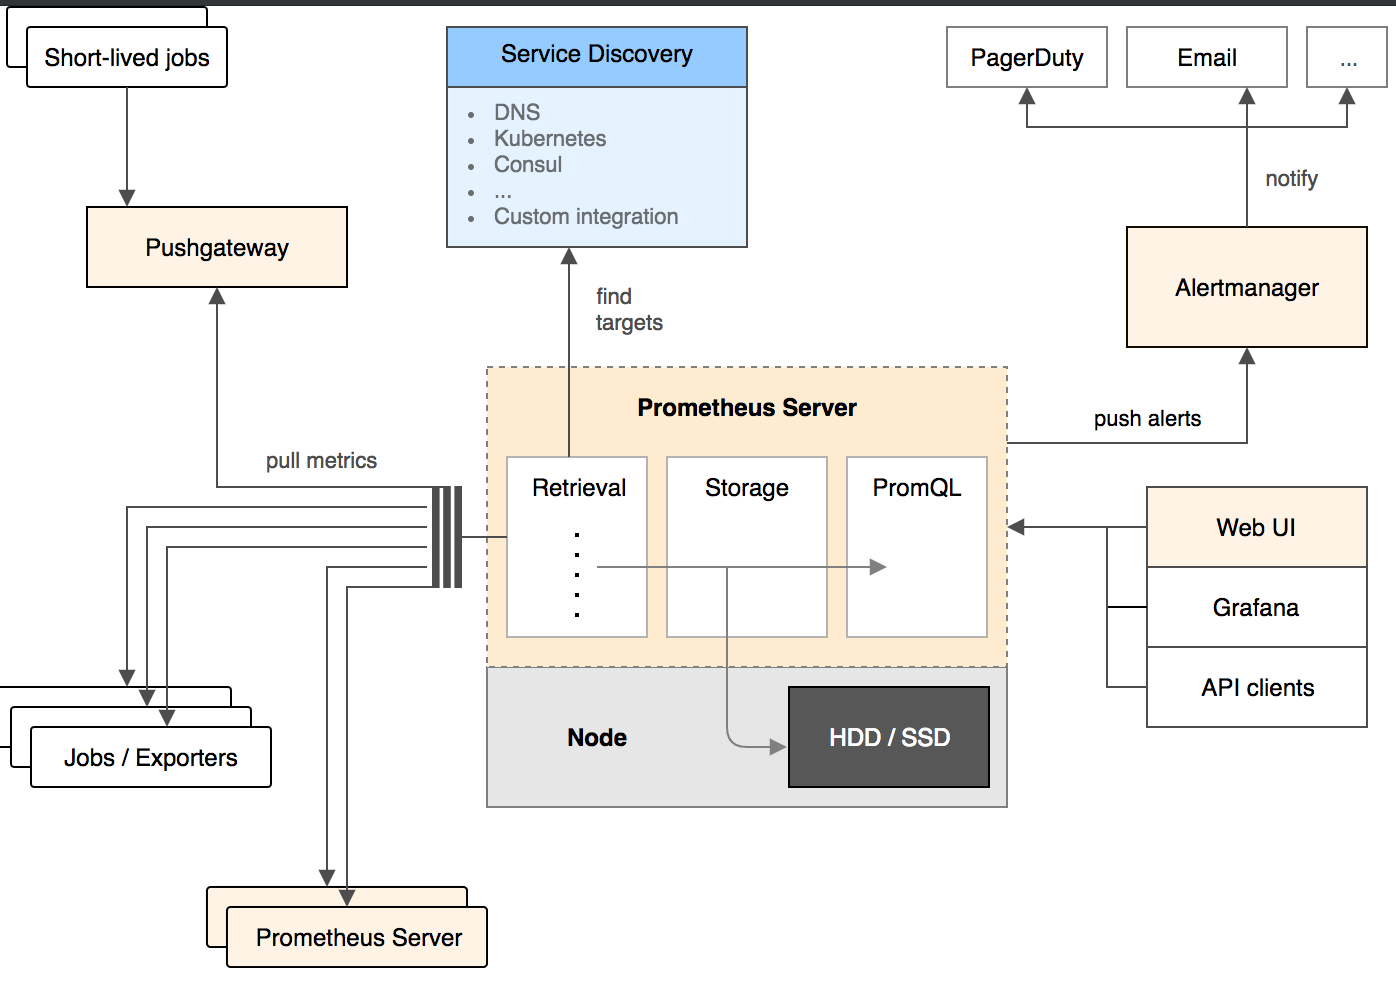 Short-lived jobs
Service Discovery
• DNS
• Kubernetes
• Consul
• ...
• Custom integration
PagerDuty
Email
...
notify
Pushgateway
Alertmanager
find
targets
Prometheus Server
push alerts
pull metrics
Retrieval
Storage
PromQL
Web UI
Grafana
API clients
Node
HDD / SSD
Jobs / Exporters
Prometheus Server